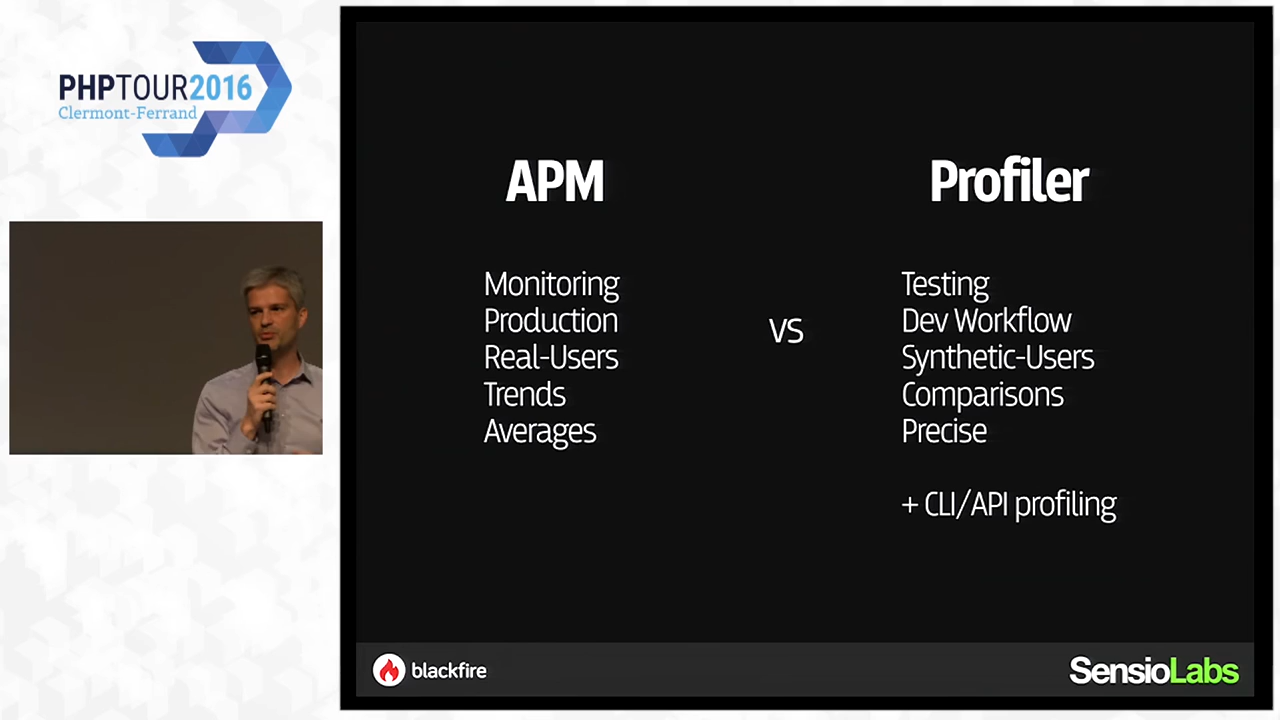 PHPTOUR2016
Clermont-Ferrand
APM
Monitoring
Production
Real-Users
Trends
Averages
VS
Profiler
Testing
Dev Workflow
Synthetic-Users
Comparisons
Precise
+ CLI/API profiling
blackfire
SensioLabs